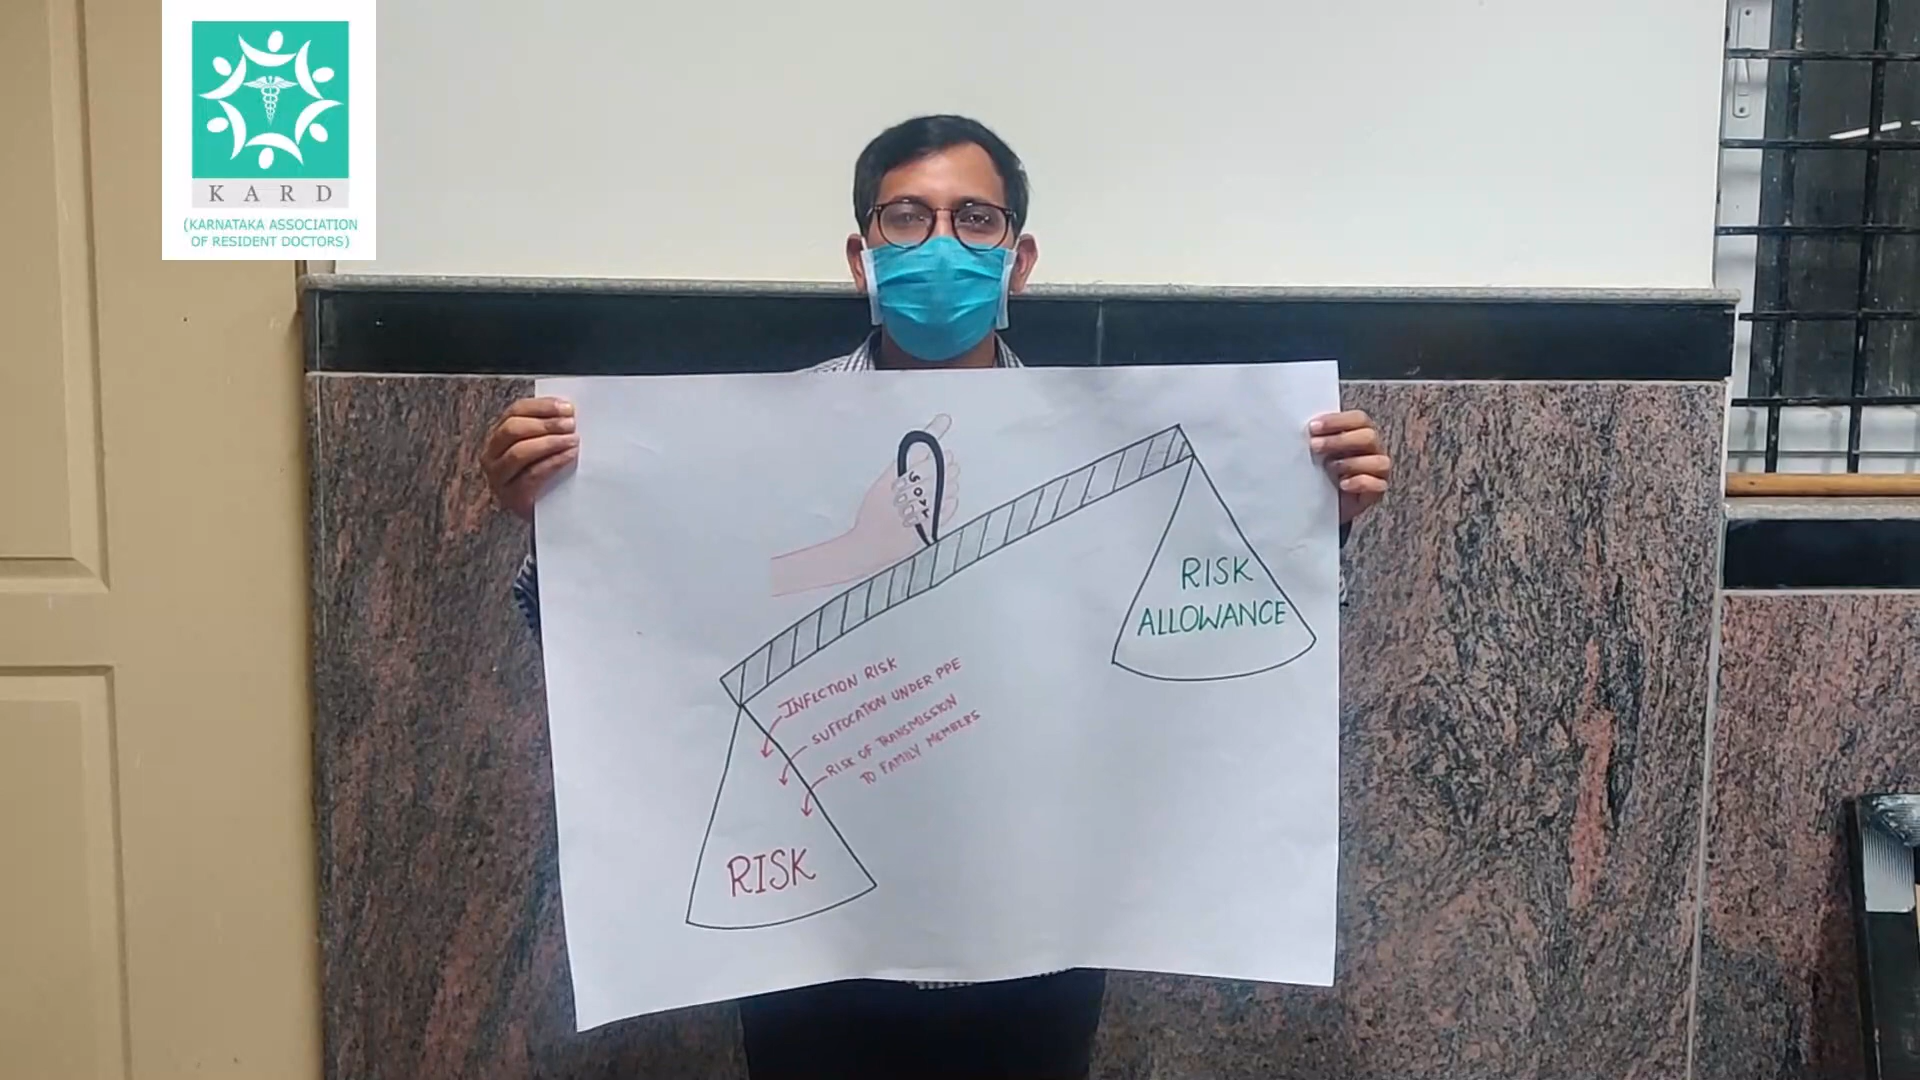 K A R D
(KARNATAKA ASSOCIATION
OF RESIDENT DOCTORS)
GOVT
RISK
ALLOWANCE
INFECTION RISK
SUFFOCATION UNDER PPE
RISK OF TRANSMISSION
TO FAMILY MEMBERS
RISK